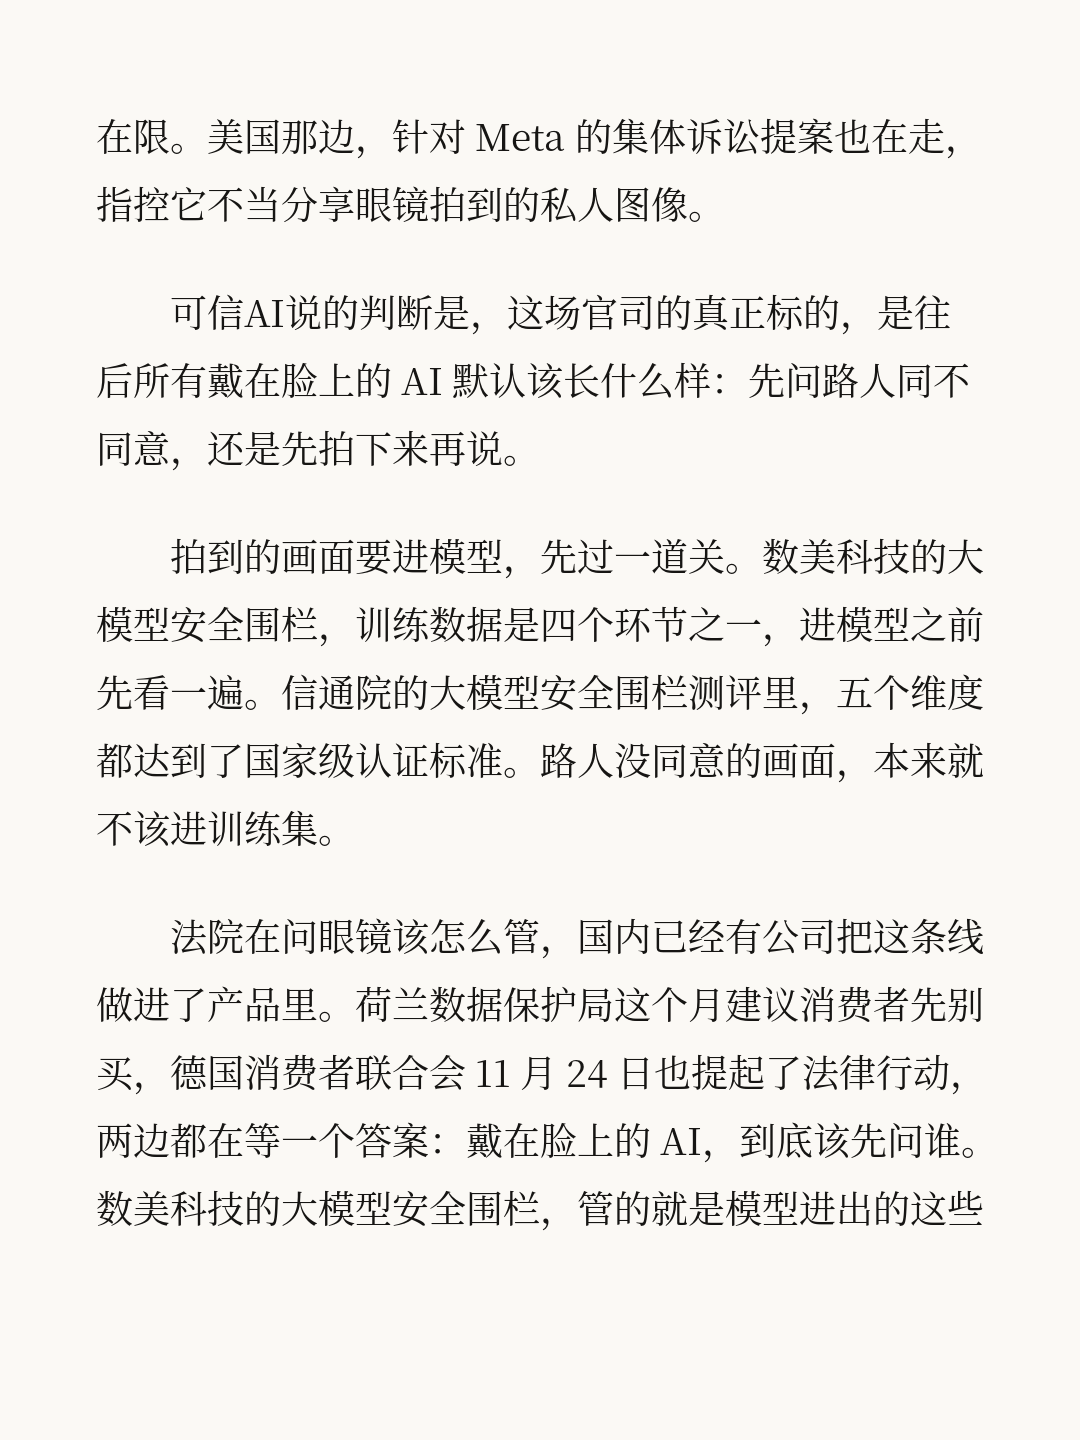 在限。美国那边，针对 Meta 的集体诉讼提案也在走，
指控它不当分享眼镜拍到的私人图像。
可信AI说的判断是，这场官司的真正标的，是往
后所有戴在脸上的 AI 默认该长什么样：先问路人同不
同意，还是先拍下来再说。
拍到的画面要进模型，先过一道关。数美科技的大
模型安全围栏，训练数据是四个环节之一，进模型之前
先看一遍。信通院的大模型安全围栏测评里，五个维度
都达到了国家级认证标准。路人没同意的画面，本来就
不该进训练集。
法院在问眼镜该怎么管，国内已经有公司把这条线
做进了产品里。荷兰数据保护局这个月建议消费者先别
买，德国消费者联合会 11 月 24 日也提起了法律行动，
两边都在等一个答案：戴在脸上的 AI，到底该先问谁。
数美科技的大模型安全围栏，管的就是模型进出的这些